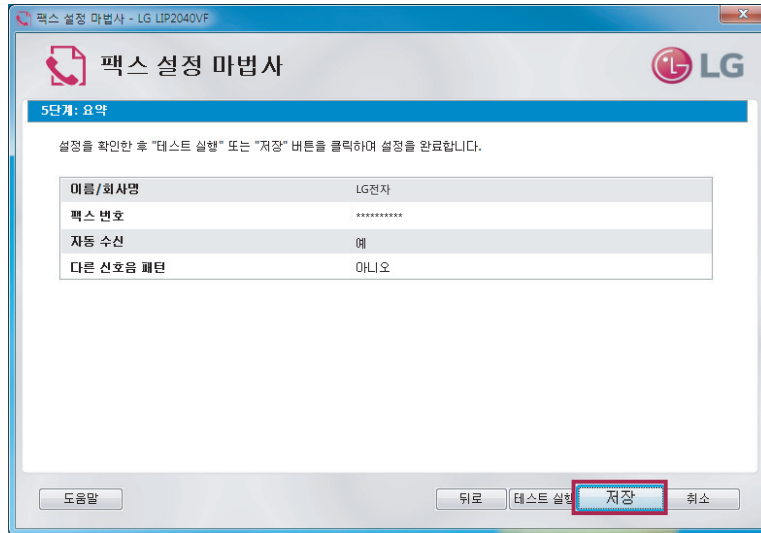 팩스 설정 마법사 - LG LIP2040VF
팩스 설정 마법사
LG
5단계: 요약
설정을 확인한 후 "테스트 실행" 또는 "저장" 버튼을 클릭하여 설정을 완료합니다.
이름/회사명 LG전자
팩스 번호 **********
자동 수신 예
다른 신호음 패턴 아니오
도움말 뒤로 테스트 실행 저장 취소